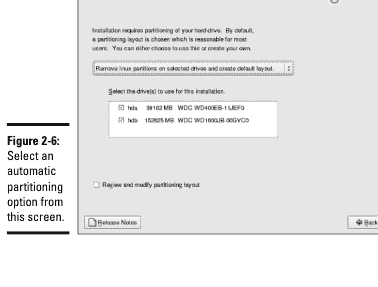 Installation requires partitioning of your hard drive. By default,
a partitioning layout is chosen which is reasonable for most
users. You can either choose to use this or create your own.
Remove linux partitions on selected drives and create default layout.
Select the drive(s) to use for this installation.
hda 38162 MB WDC WD400EB-11JEF0
hdb 152625 MB WDC WD1600JB-00GVC0
Figure 2-6:
Select an
automatic
partitioning
option from
this screen.
Review and modify partitioning layout
Release Notes
Back